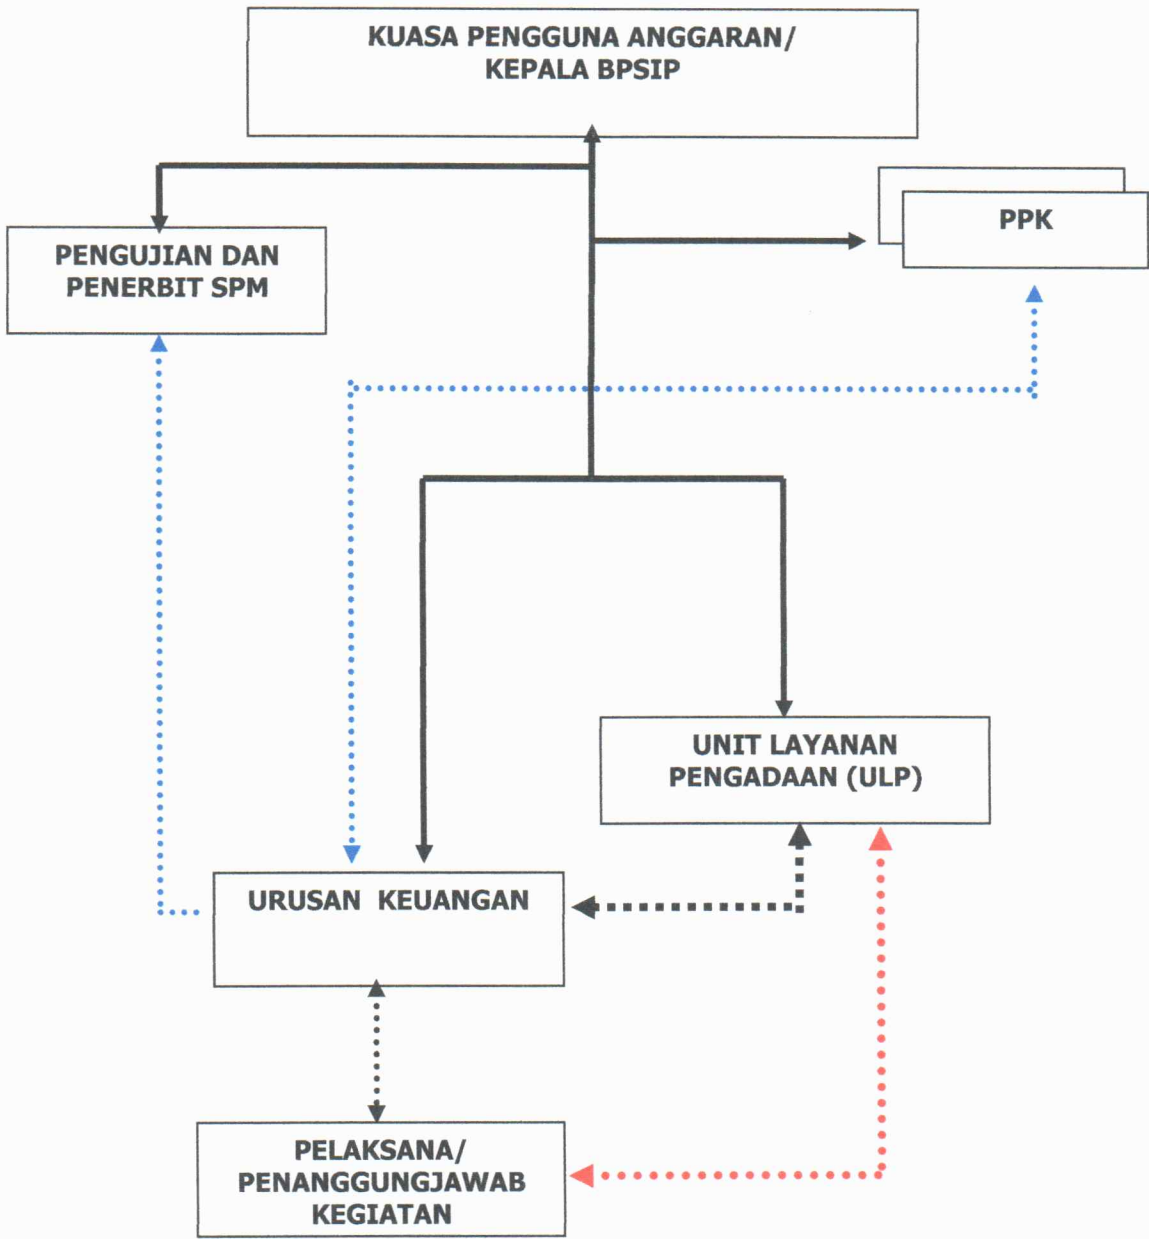 KUASA PENGGUNA ANGGARAN/
KEPALA BPSIP
PPK
PENGUJIAN DAN
PENERBIT SPM
UNIT LAYANAN
PENGADAAN (ULP)
URUSAN KEUANGAN
PELAKSANA/
PENANGGUNGJAWAB
KEGIATAN